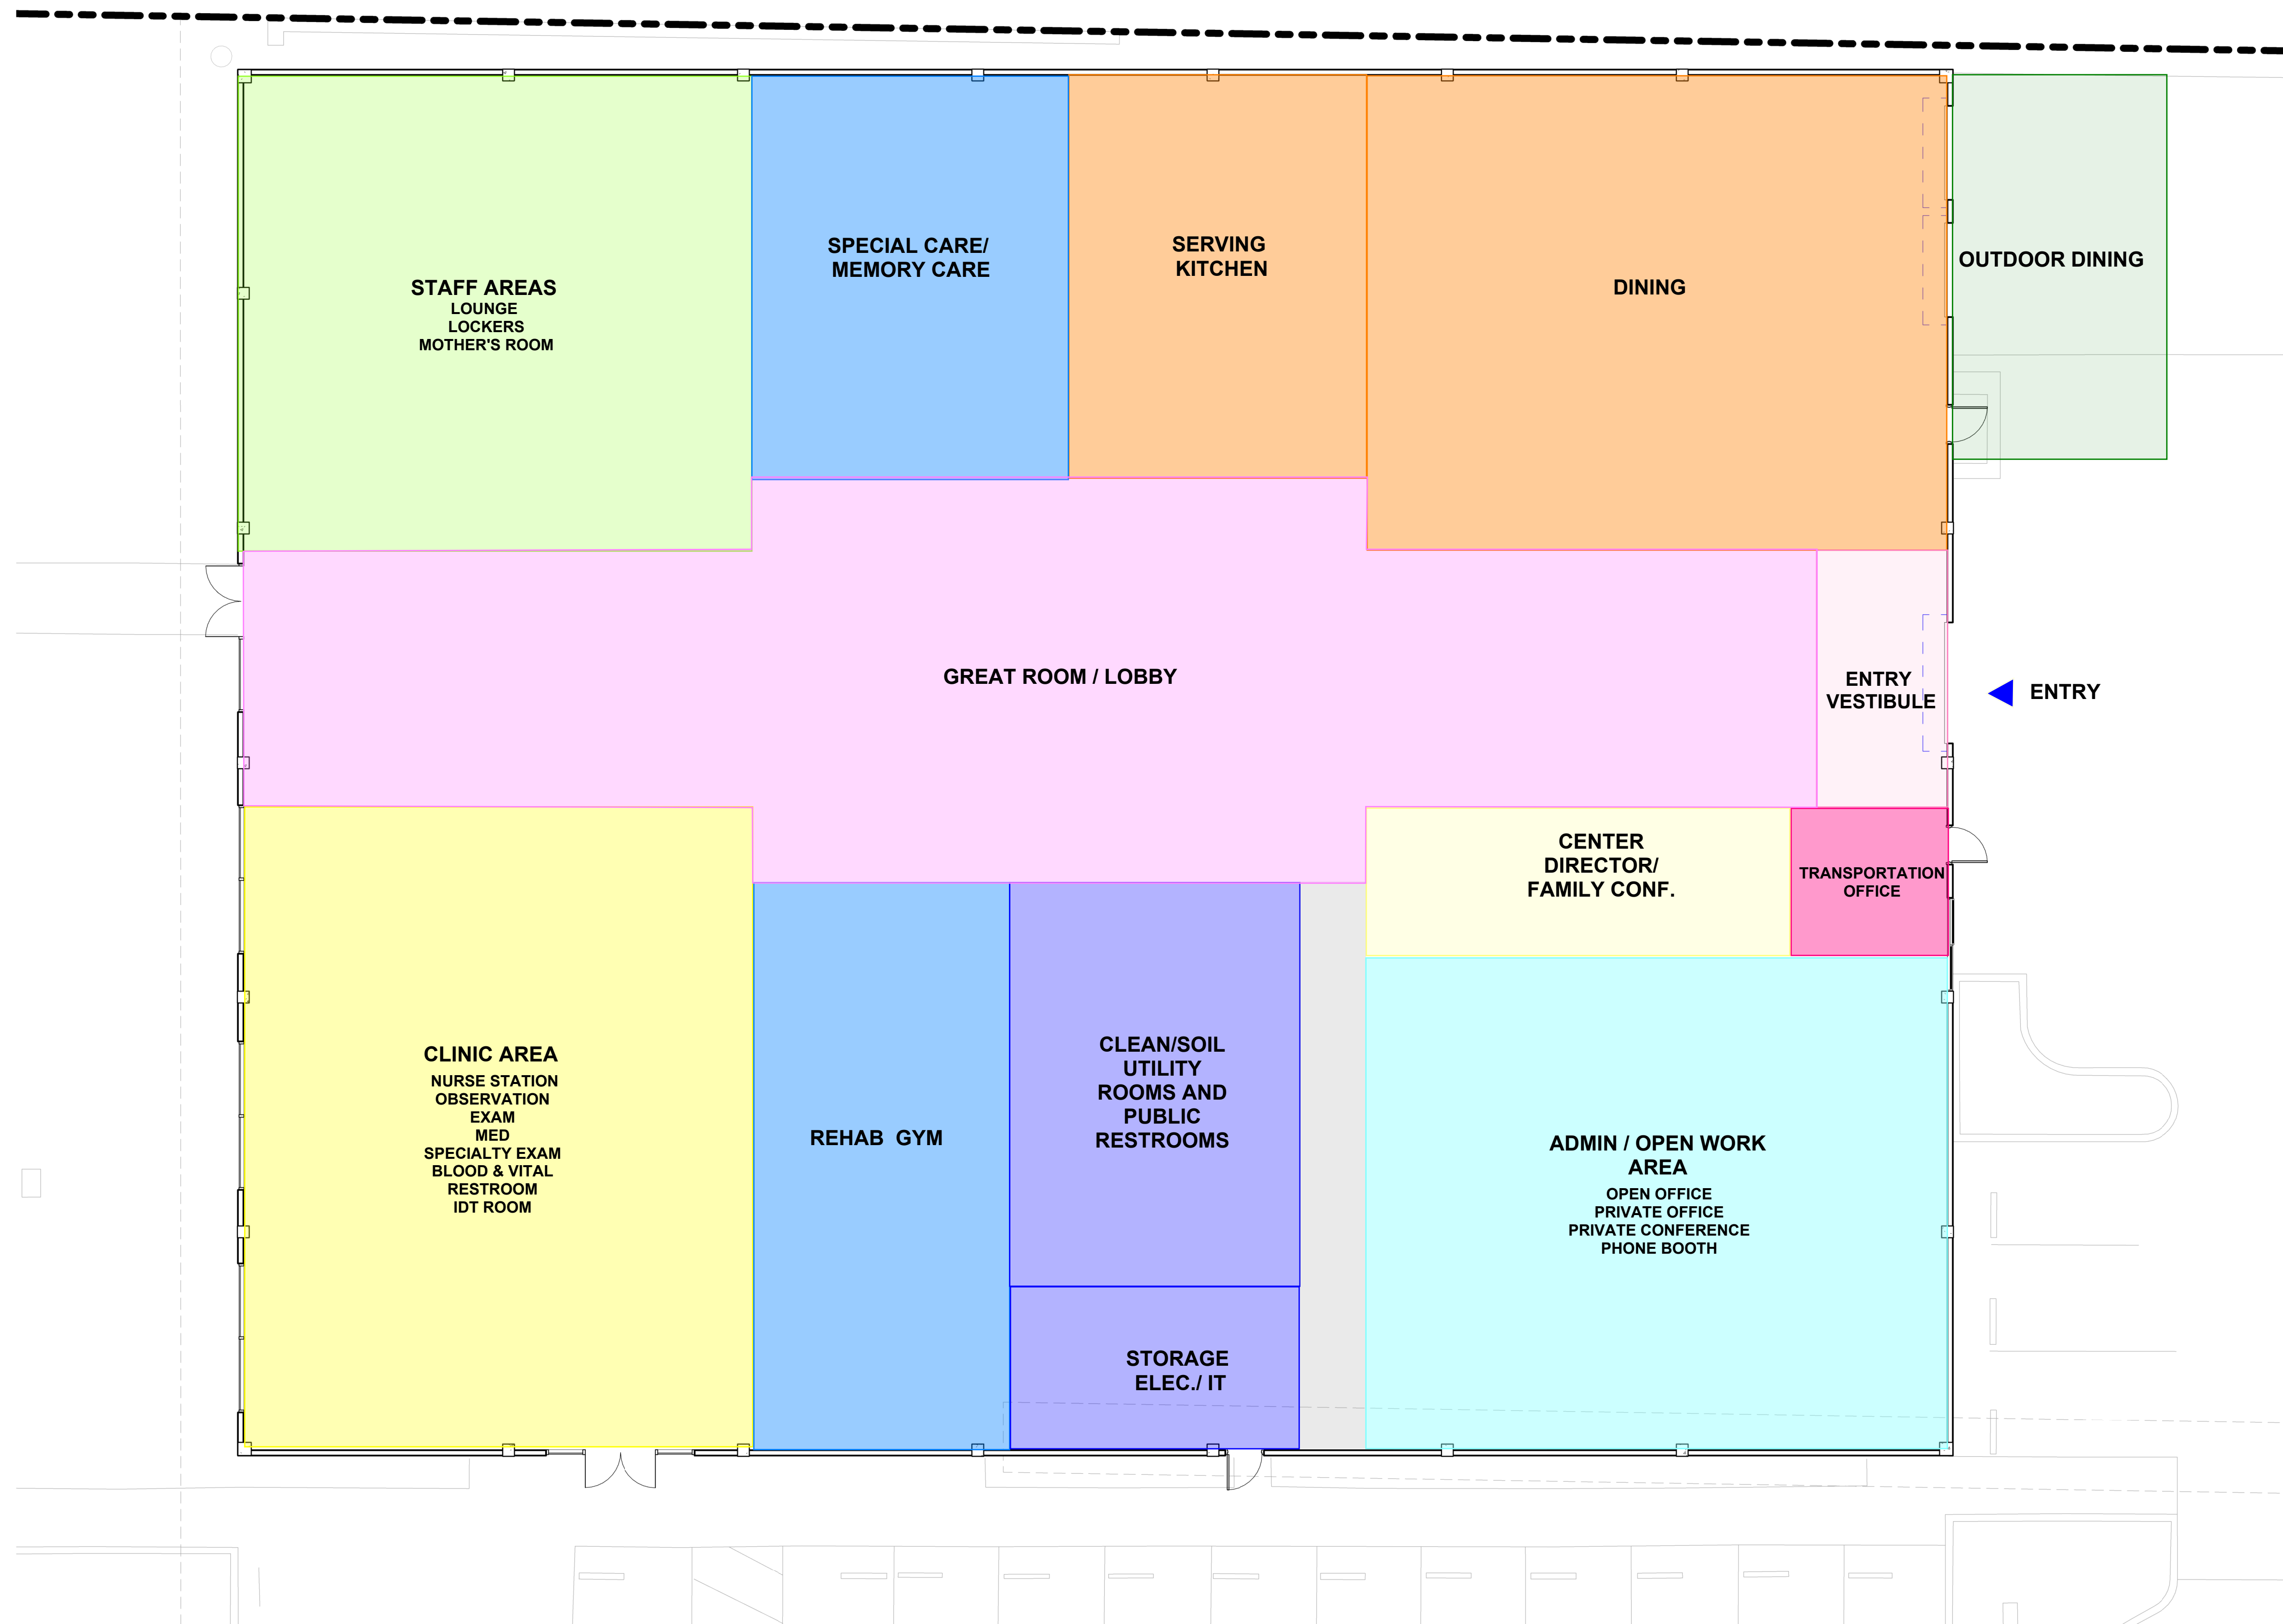 STAFF AREAS
LOUNGE
LOCKERS
MOTHER'S ROOM
SPECIAL CARE/
MEMORY CARE
SERVING
KITCHEN
DINING
OUTDOOR DINING
GREAT ROOM / LOBBY
ENTRY
VESTIBULE
ENTRY
CENTER
DIRECTOR/
FAMILY CONF.
TRANSPORTATION
OFFICE
CLINIC AREA
NURSE STATION
OBSERVATION
EXAM
MED
SPECIALTY EXAM
BLOOD & VITAL
RESTROOM
IDT ROOM
REHAB GYM
CLEAN/SOIL
UTILITY
ROOMS AND
PUBLIC
RESTROOMS
STORAGE
ELEC./ IT
ADMIN / OPEN WORK
AREA
OPEN OFFICE
PRIVATE OFFICE
PRIVATE CONFERENCE
PHONE BOOTH